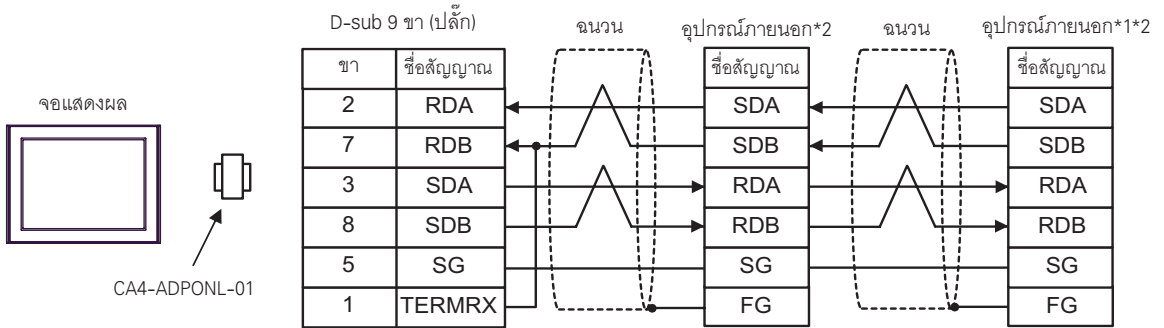 D-sub 9 ขา (ปลั๊ก) ฉนวน อุปกรณ์ภายนอก*2 ฉนวน อุปกรณ์ภายนอก*1*2
จอแสดงผล
CA4-ADPONL-01
ขา ชื่อสัญญาณ ชื่อสัญญาณ ชื่อสัญญาณ
2 RDA SDA SDA
7 RDB SDB SDB
3 SDA RDA RDA
8 SDB RDB RDB
5 SG SG SG
1 TERMRX FG FG